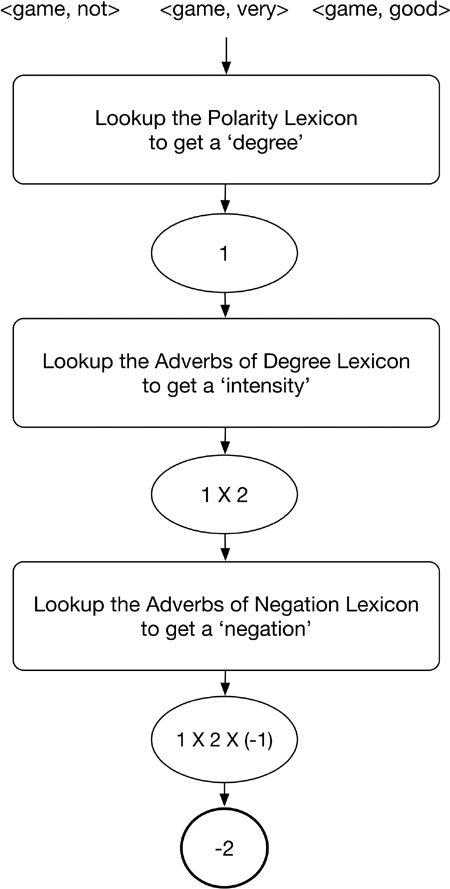 <game, not> <game, very> <game, good>
Lookup the Polarity Lexicon
to get a ‘degree’
1
Lookup the Adverbs of Degree Lexicon
to get a ‘intensity’
1 X 2
Lookup the Adverbs of Negation Lexicon
to get a ‘negation’
1 X 2 X (-1)
-2